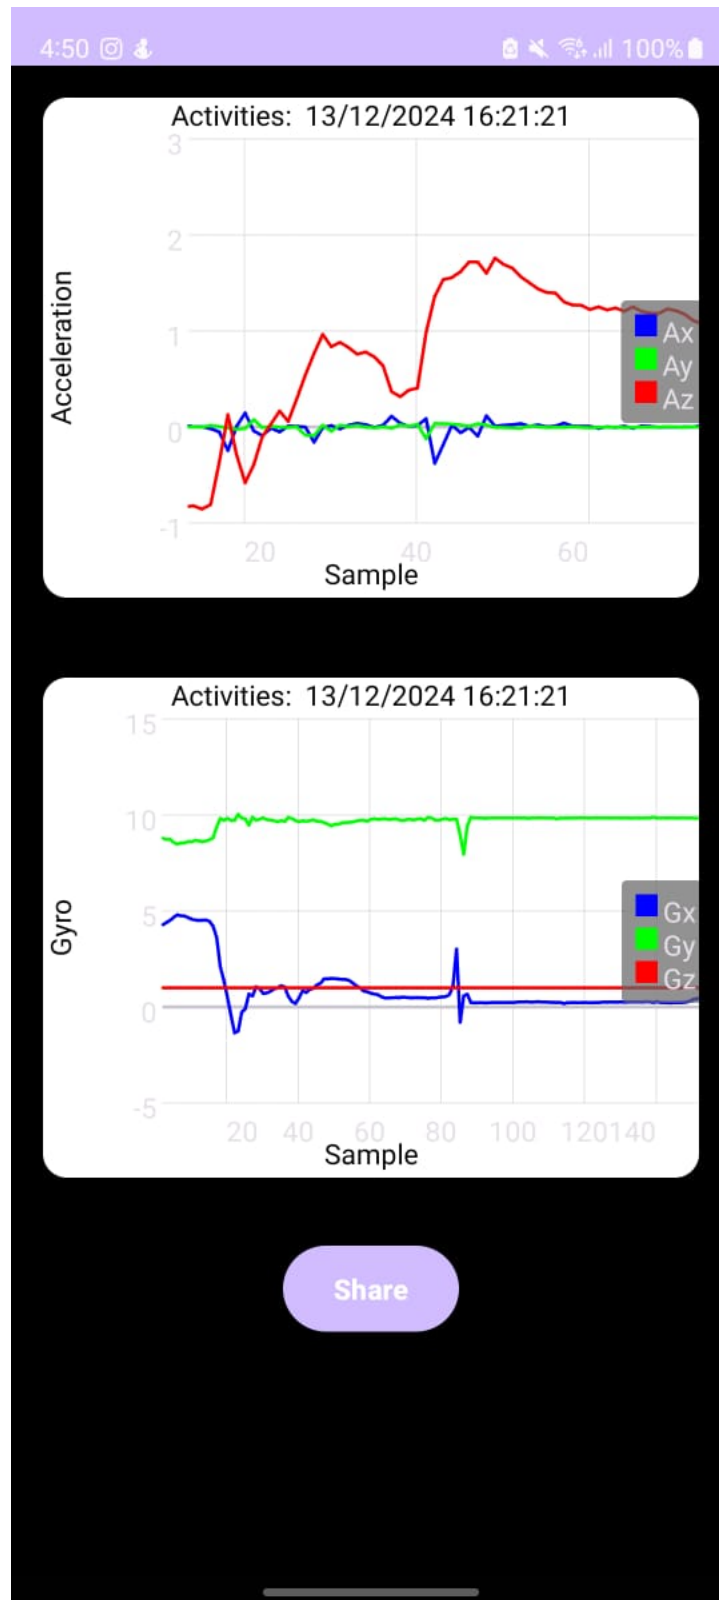 4:50 100%
Activities: 13/12/2024 16:21:21
3
2
1
0
-1
Acceleration
Ax
Ay
Az
20 40 60
Sample
Activities: 13/12/2024 16:21:21
15
10
5
0
-5
Gyro
Gx
Gy
Gz
20 40 60 80 100 120140
Sample
Share